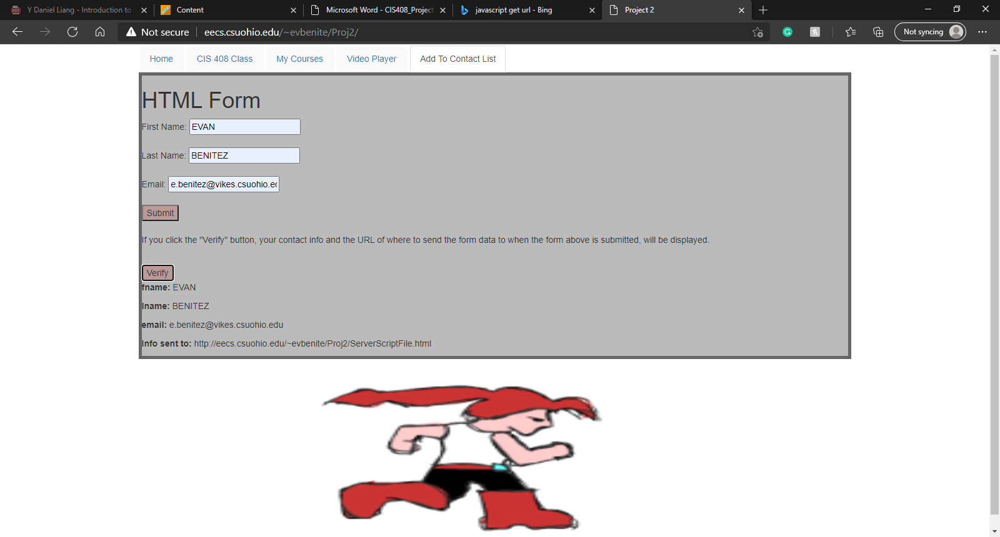 Y Daniel Liang - Introduction to J
Content
Microsoft Word - CIS408_Project
javascript get url - Bing
Project 2
Not secure
eecs.csuohio.edu/~evbenite/Proj2/
Not syncing
Home
CIS 408 Class
My Courses
Video Player
Add To Contact List
HTML Form
First Name: EVAN
Last Name: BENITEZ
Email: e.benitez@vikes.csuohio.ed
Submit
If you click the "Verify" button, your contact info and the URL of where to send the form data to when the form above is submitted, will be displayed.
Verify
fname: EVAN
lname: BENITEZ
email: e.benitez@vikes.csuohio.edu
Info sent to: http://eecs.csuohio.edu/~evbenite/Proj2/ServerScriptFile.html